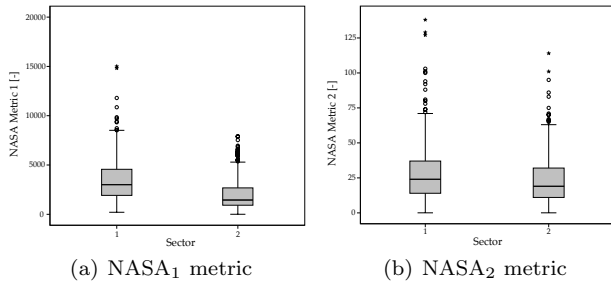 20000
15000
10000
5000
0
NASA Metric 1 [-]
1
2
Sector
(a) NASA₁ metric
125
100
75
50
25
0
NASA Metric 2 [-]
1
2
Sector
(b) NASA₂ metric